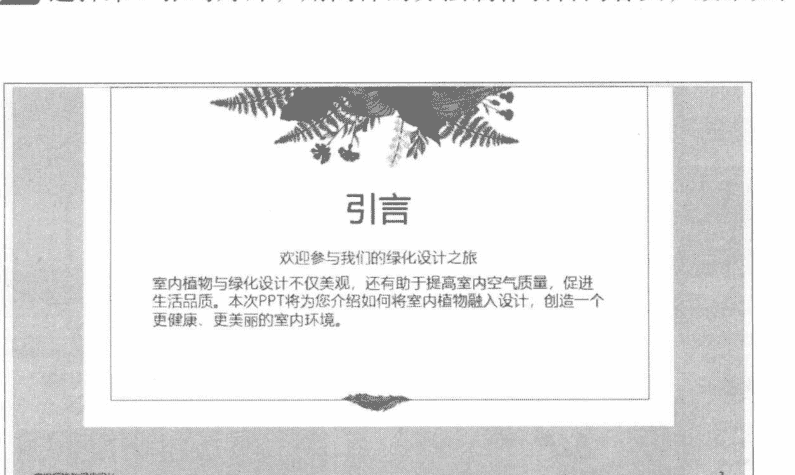 引言
欢迎参与我们的绿化设计之旅
室内植物与绿化设计不仅美观，还有助于提高室内空气质量，促进
生活品质。本次PPT将为您介绍如何将室内植物融入设计，创造一个
更健康、更美丽的室内环境。